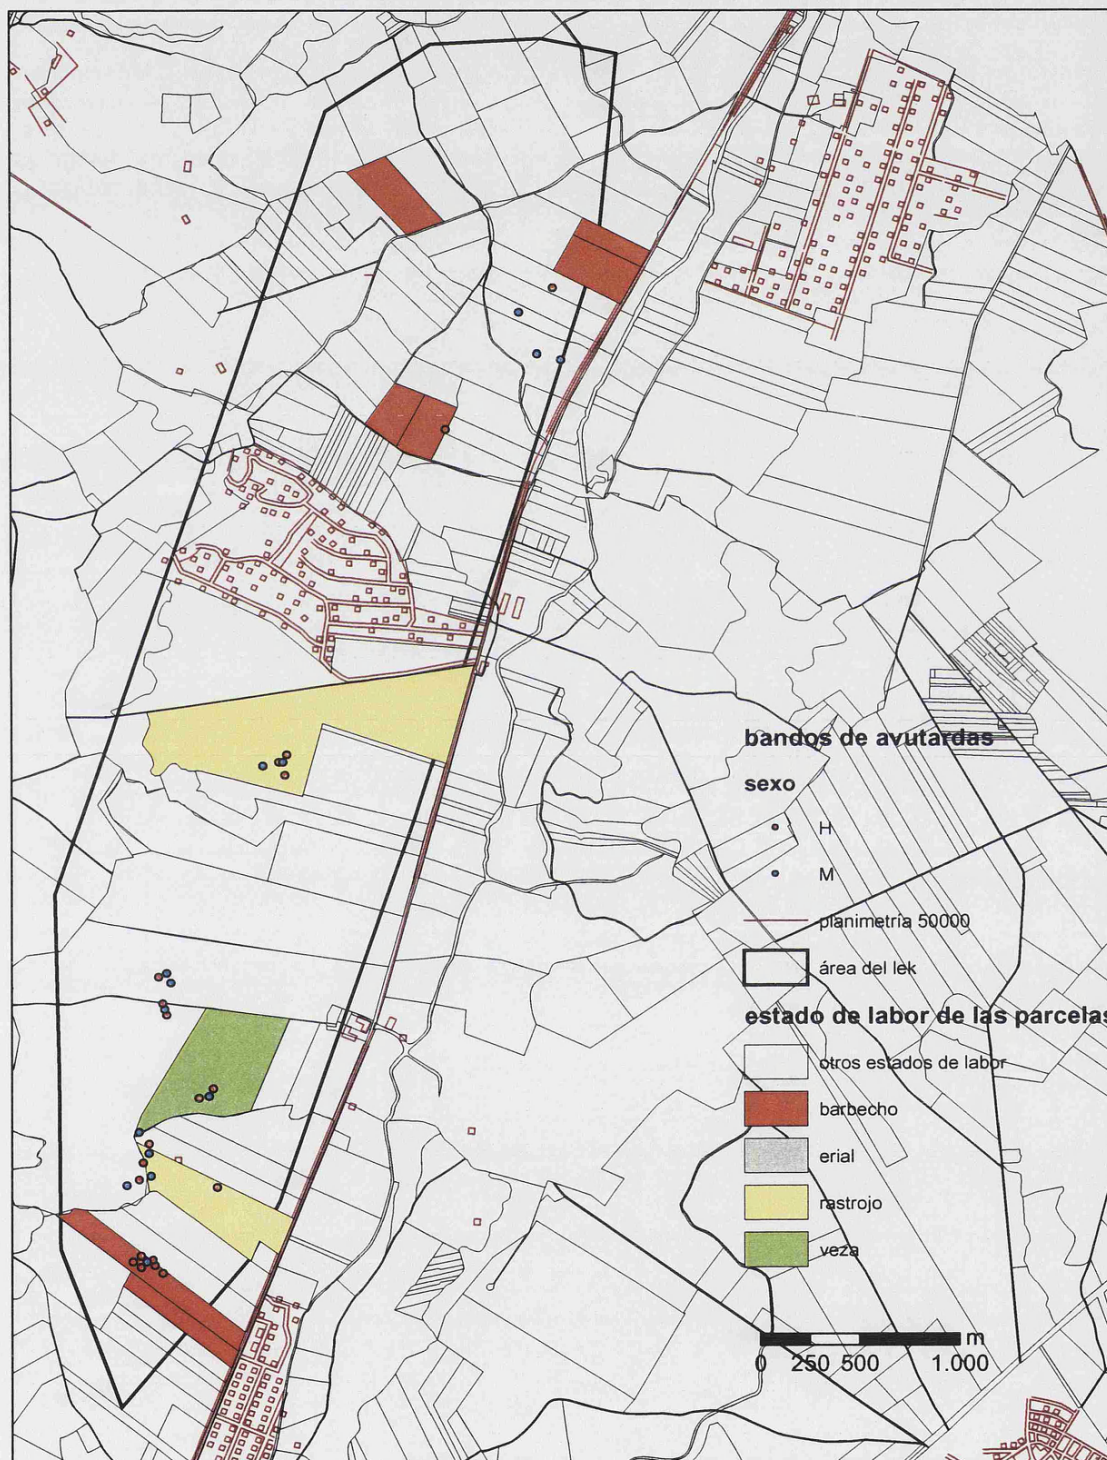 bandos de avutardas
sexo
H
M
planimetría 50000
área del lek
estado de labor de las parcelas
otros estados de labor
barbecho
erial
rastrojo
veza
m
0 250 500 1.000